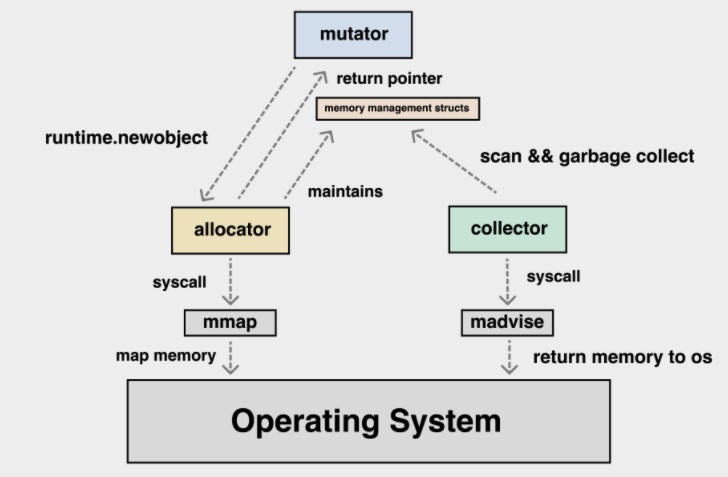 mutator
return pointer
memory management structs
runtime.newobject
scan && garbage collect
maintains
allocator
collector
syscall
syscall
mmap
madvise
map memory
return memory to os
Operating System